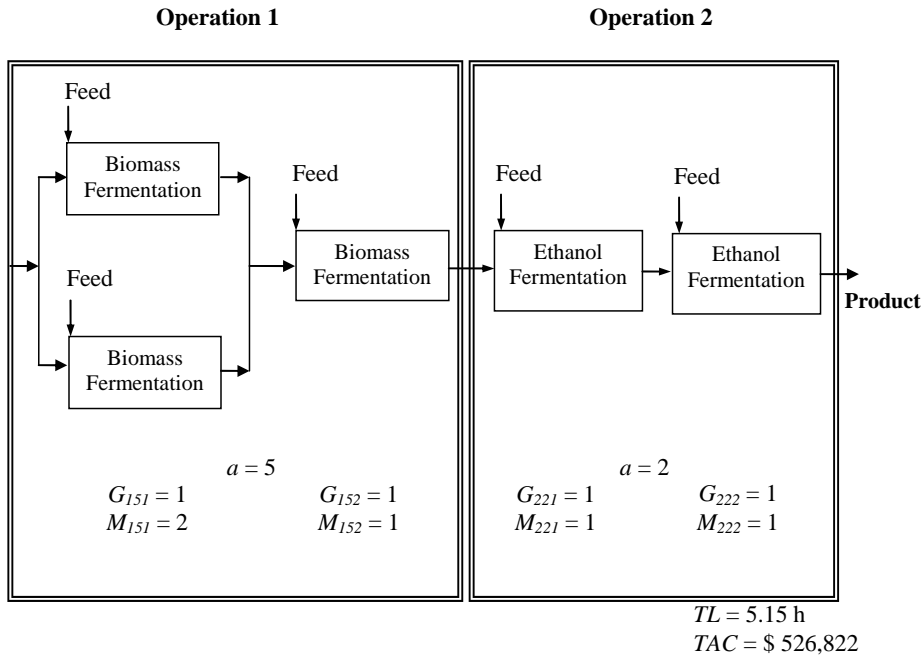 Operation 1
Operation 2
Feed
Biomass
Fermentation
Feed
Biomass
Fermentation
Feed
Biomass
Fermentation
Feed
Ethanol
Fermentation
Feed
Ethanol
Fermentation
Product
a = 5
G151 = 1
M151 = 2
G152 = 1
M152 = 1
a = 2
G221 = 1
M221 = 1
G222 = 1
M222 = 1
TL = 5.15 h
TAC = $ 526,822